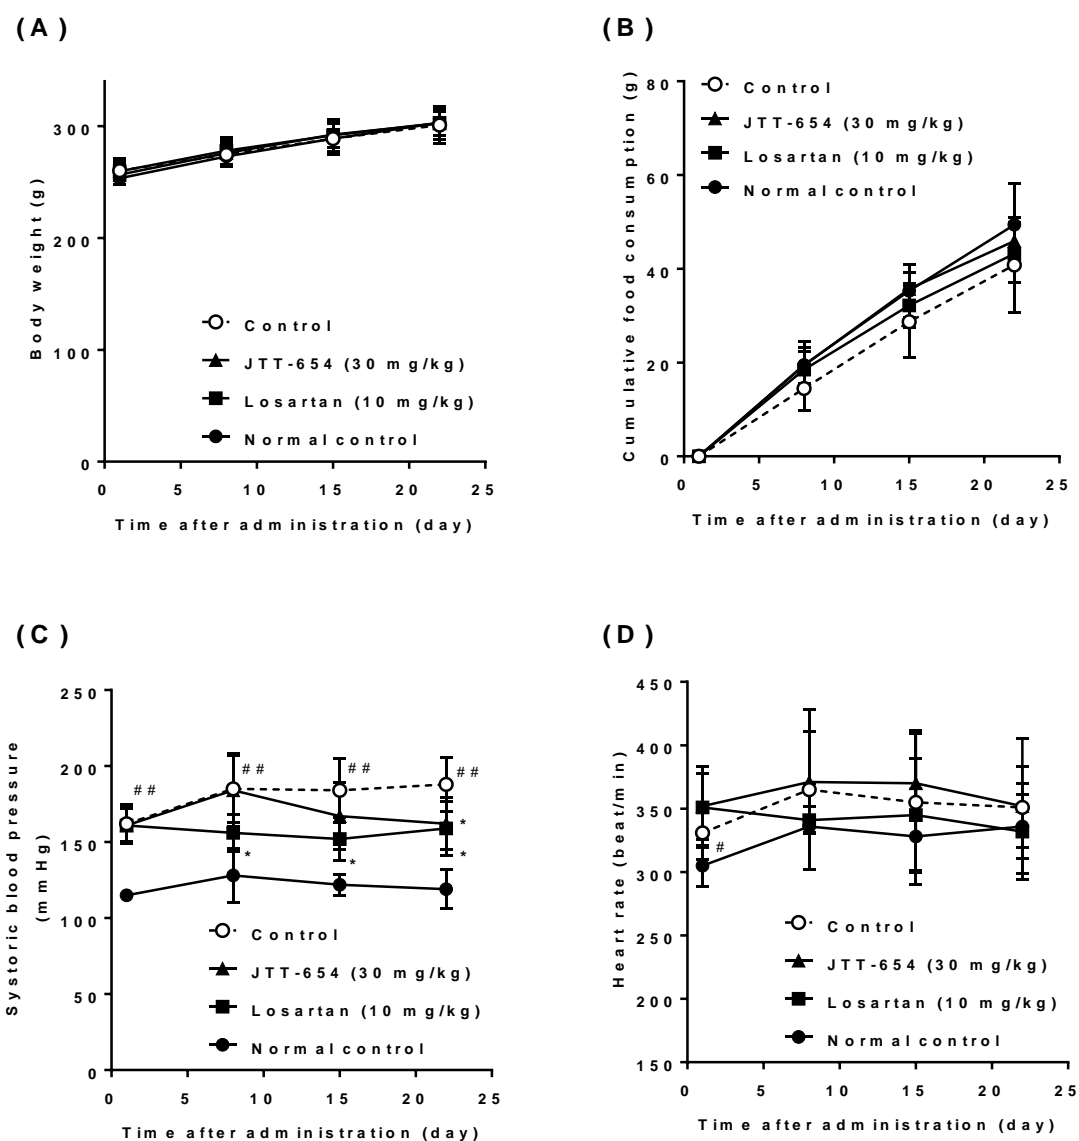 (A)
Body weight (g)
300
200
100
0
0 5 10 15 20 25
Time after administration (day)
Control
JTT-654 (30 mg/kg)
Losartan (10 mg/kg)
Normal control
(B)
Cumulative food consumption (g)
80
60
40
20
0
0 5 10 15 20 25
Time after administration (day)
Control
JTT-654 (30 mg/kg)
Losartan (10 mg/kg)
Normal control
(C)
Systoric blood pressure
(mmHg)
250
200
150
100
50
0
0 5 10 15 20 25
Time after administration (day)
##
##
##
##
*
*
*
*
Control
JTT-654 (30 mg/kg)
Losartan (10 mg/kg)
Normal control
(D)
Heart rate (beat/min)
450
400
350
300
250
200
150
0 5 10 15 20 25
Time after administration (day)
#
Control
JTT-654 (30 mg/kg)
Losartan (10 mg/kg)
Normal control